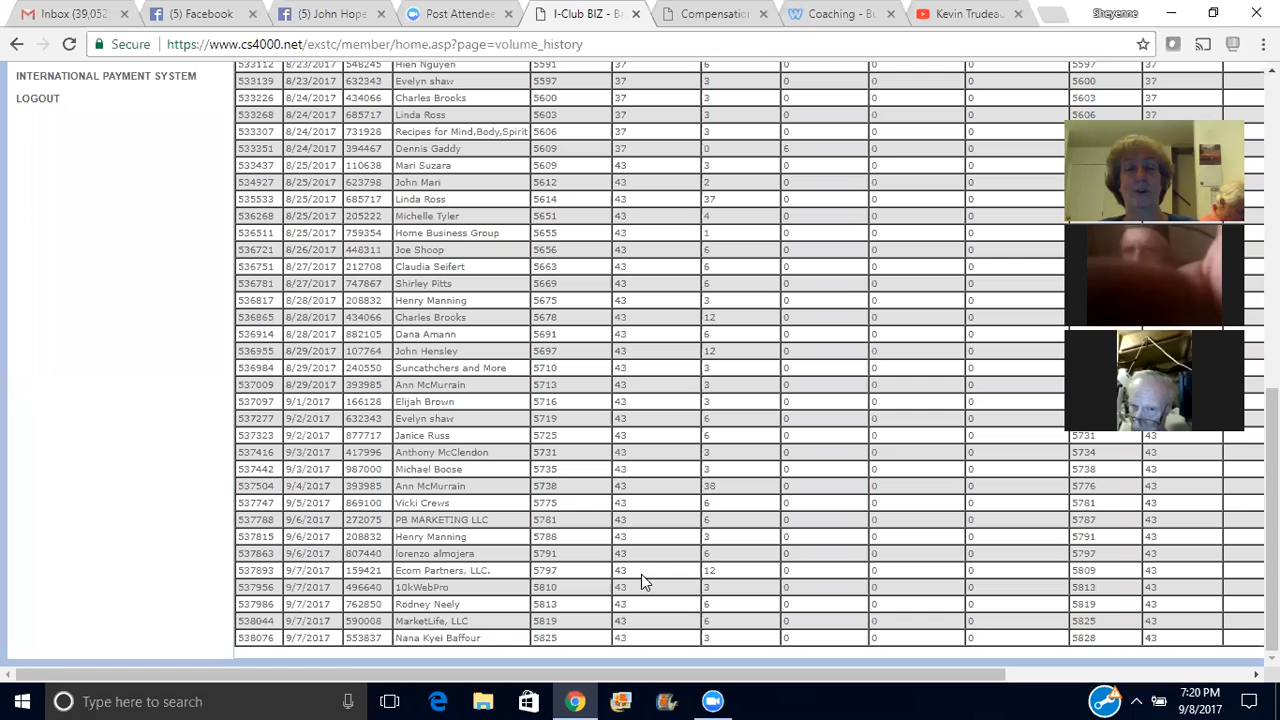 Inbox (39,052
(5) Facebook
(5) John Hope
Post Attendee
I-Club BIZ - Ba
Compensation
Coaching - Bu
Kevin Trudeau
Sheyenne
Secure https://www.cs4000.net/exstc/member/home.asp?page=volume_history
INTERNATIONAL PAYMENT SYSTEM
LOGOUT
533112 8/23/2017 548245 Hien Nguyen 5591 37 6 0 0 0 5597 37
533139 8/23/2017 632343 Evelyn shaw 5597 37 3 0 0 0 5600 37
533226 8/24/2017 434066 Charles Brooks 5600 37 3 0 0 0 5603 37
533268 8/24/2017 685717 Linda Ross 5603 37 3 0 0 0 5606 37
533307 8/24/2017 731928 Recipes for Mind,Body,Spirit 5606 37 3 0 0 0
533351 8/24/2017 394467 Dennis Gaddy 5609 37 0 6 0 0
533437 8/25/2017 110638 Mari Suzara 5609 43 3 0 0 0
534927 8/25/2017 623798 John Mari 5612 43 2 0 0 0
535533 8/25/2017 685717 Linda Ross 5614 43 37 0 0 0
536268 8/25/2017 205222 Michelle Tyler 5651 43 4 0 0 0
536511 8/25/2017 759354 Home Business Group 5655 43 1 0 0 0
536721 8/26/2017 448311 Joe Shoop 5656 43 6 0 0 0
536751 8/27/2017 212708 Claudia Seifert 5663 43 6 0 0 0
536781 8/27/2017 747867 Shirley Pitts 5669 43 6 0 0 0
536817 8/28/2017 208832 Henry Manning 5675 43 3 0 0 0
536865 8/28/2017 434066 Charles Brooks 5678 43 12 0 0 0
536914 8/28/2017 882105 Dana Amann 5691 43 6 0 0 0
536955 8/29/2017 107764 John Hensley 5697 43 12 0 0 0
536984 8/29/2017 240550 Suncathchers and More 5710 43 3 0 0 0
537009 8/29/2017 393985 Ann McMurrain 5713 43 3 0 0 0
537097 9/1/2017 166128 Elijah Brown 5716 43 3 0 0 0
537277 9/2/2017 632343 Evelyn shaw 5719 43 6 0 0 0
537323 9/2/2017 877717 Janice Russ 5725 43 6 0 0 0 5731 43
537416 9/3/2017 417996 Anthony McClendon 5731 43 3 0 0 0 5734 43
537442 9/3/2017 987000 Michael Boose 5735 43 3 0 0 0 5738 43
537504 9/4/2017 393985 Ann McMurrain 5738 43 38 0 0 0 5776 43
537747 9/5/2017 869100 Vicki Crews 5775 43 6 0 0 0 5781 43
537788 9/6/2017 272075 PB MARKETING LLC 5781 43 6 0 0 0 5787 43
537815 9/6/2017 208832 Henry Manning 5788 43 3 0 0 0 5791 43
537863 9/6/2017 807440 lorenzo almojera 5791 43 6 0 0 0 5797 43
537893 9/7/2017 159421 Ecom Partners, LLC. 5797 43 12 0 0 0 5809 43
537956 9/7/2017 496640 10kWebPro 5810 43 3 0 0 0 5813 43
537986 9/7/2017 762850 Rodney Neely 5813 43 6 0 0 0 5819 43
538044 9/7/2017 590008 MarketLife, LLC 5819 43 6 0 0 0 5825 43
538076 9/7/2017 553837 Nana Kyei Baffour 5825 43 3 0 0 0 5828 43
Type here to search
7:20 PM
9/8/2017